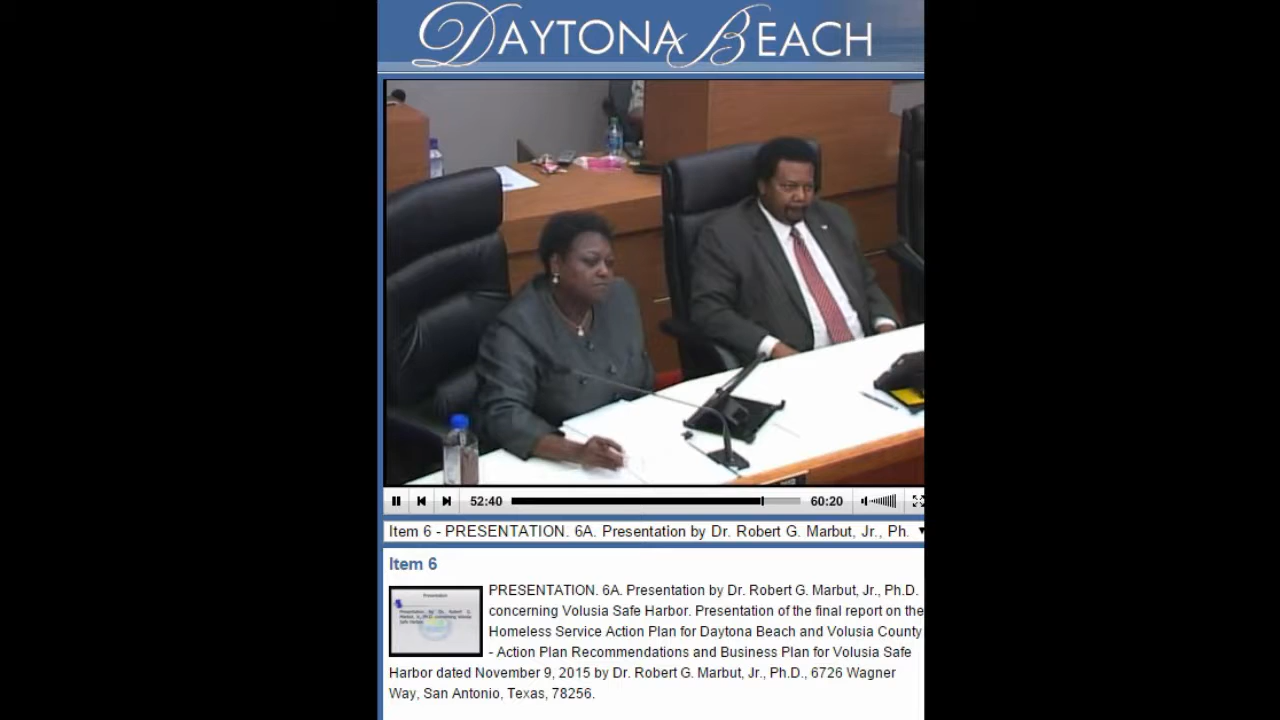 DAYTONA BEACH
52:40 60:20
Item 6 - PRESENTATION. 6A. Presentation by Dr. Robert G. Marbut, Jr., Ph.
Item 6
PRESENTATION. 6A. Presentation by Dr. Robert G. Marbut, Jr., Ph.D.
concerning Volusia Safe Harbor. Presentation of the final report on the
Homeless Service Action Plan for Daytona Beach and Volusia County
- Action Plan Recommendations and Business Plan for Volusia Safe
Harbor dated November 9, 2015 by Dr. Robert G. Marbut, Jr., Ph.D., 6726 Wagner
Way, San Antonio, Texas, 78256.